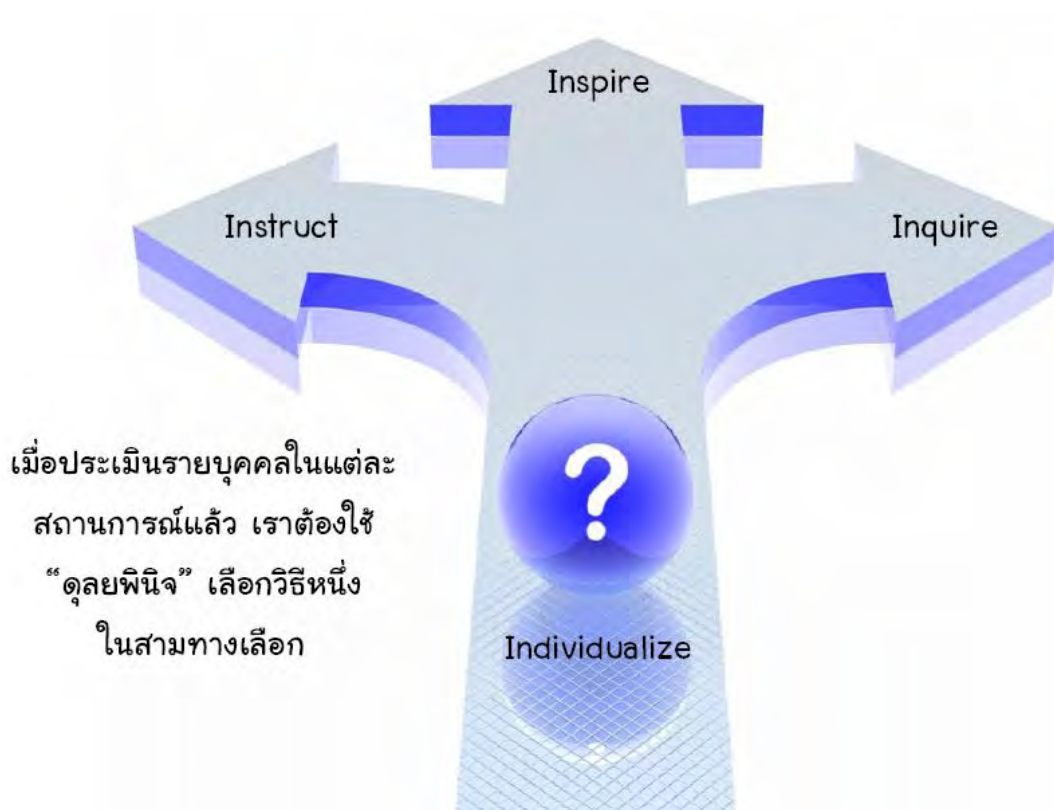 Inspire
Instruct
Inquire
?
เมื่อประเมินรายบุคคลในแต่ละ
สถานการณ์แล้ว เราต้องใช้
“ดุลยพินิจ” เลือกวิธีหนึ่ง
ในสามทางเลือก
Individualize